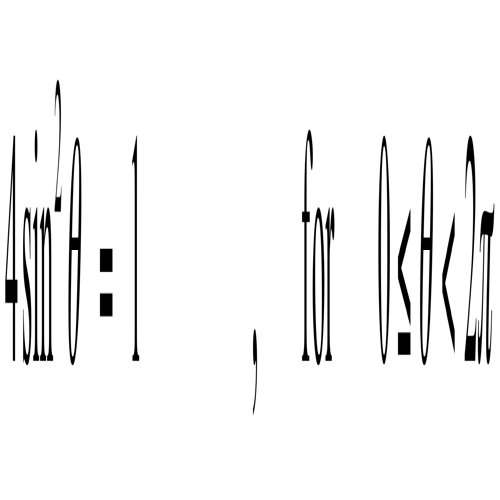 4sin²θ = 1 , for 0 ≤ θ < 2π